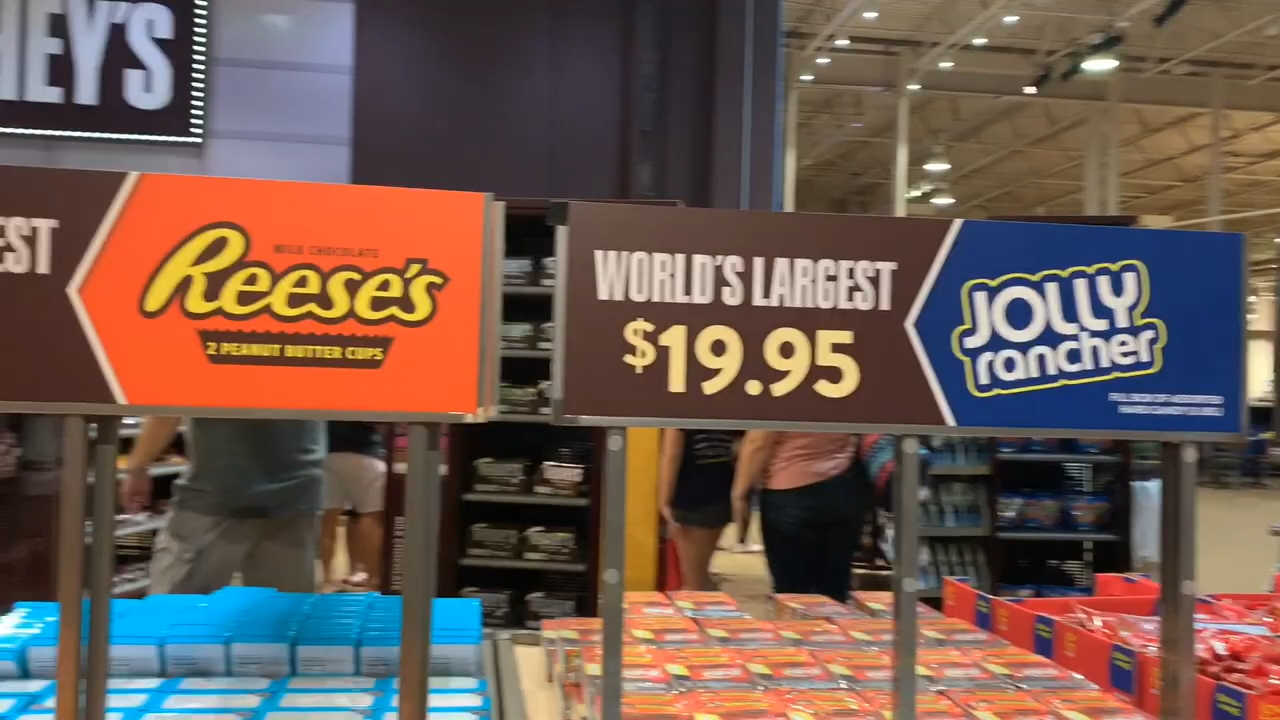 HEY'S
EST
MILK CHOCOLATE
Reese's
2 PEANUT BUTTER CUPS
WORLD'S LARGEST
$19.95
JOLLY
rancher